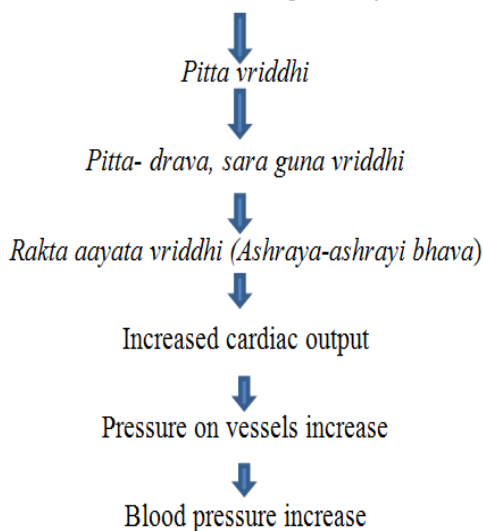 Pitta vriddhi
Pitta- drava, sara guna vriddhi
Rakta aayata vriddhi (Ashraya-ashrayi bhava)
Increased cardiac output
Pressure on vessels increase
Blood pressure increase